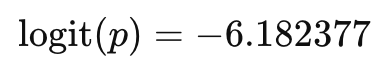 logit(p) = −6.182377